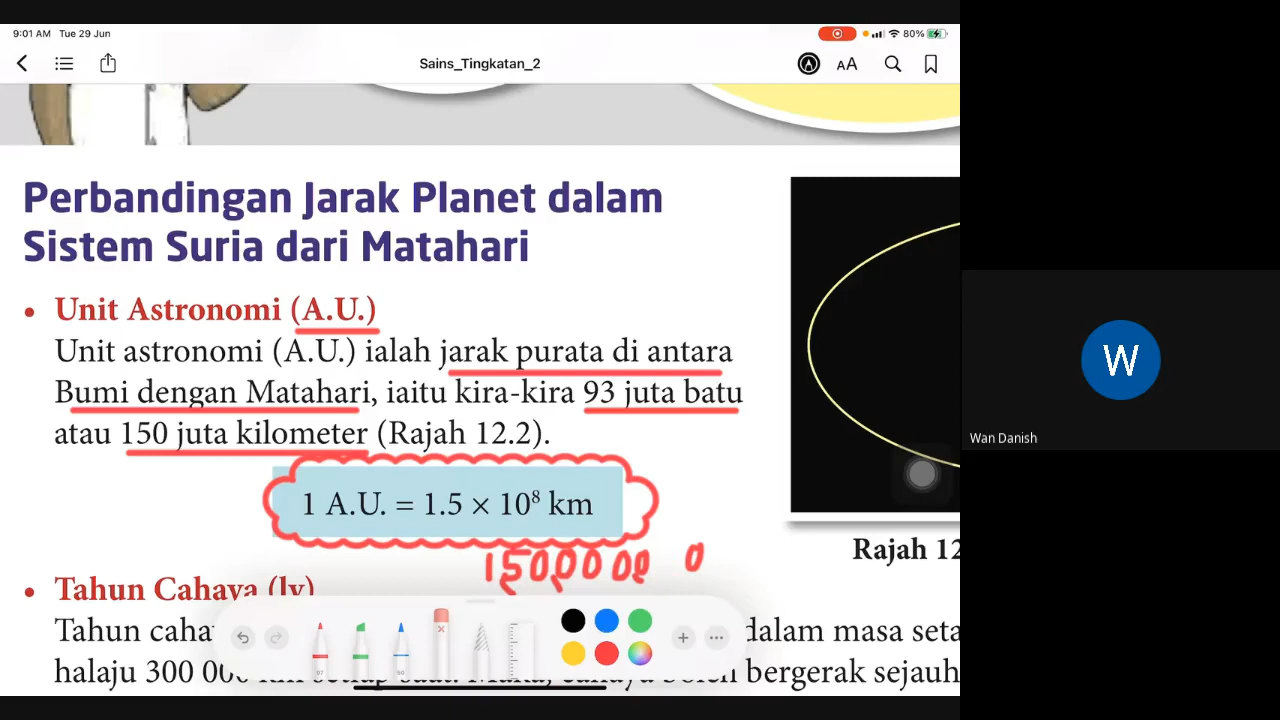 9:01 AM Tue 29 Jun
80%
Sains_Tingkatan_2
AA
Perbandingan Jarak Planet dalam
Sistem Suria dari Matahari
• Unit Astronomi (A.U.)
Unit astronomi (A.U.) ialah jarak purata di antara
Bumi dengan Matahari, iaitu kira-kira 93 juta batu
atau 150 juta kilometer (Rajah 12.2).
1 A.U. = 1.5 × 10⁸ km
Rajah 12
• Tahun Cahaya (ly)
Tahun caha
dalam masa seta
halaju 300 00
bergerak sejauh
W
Wan Danish